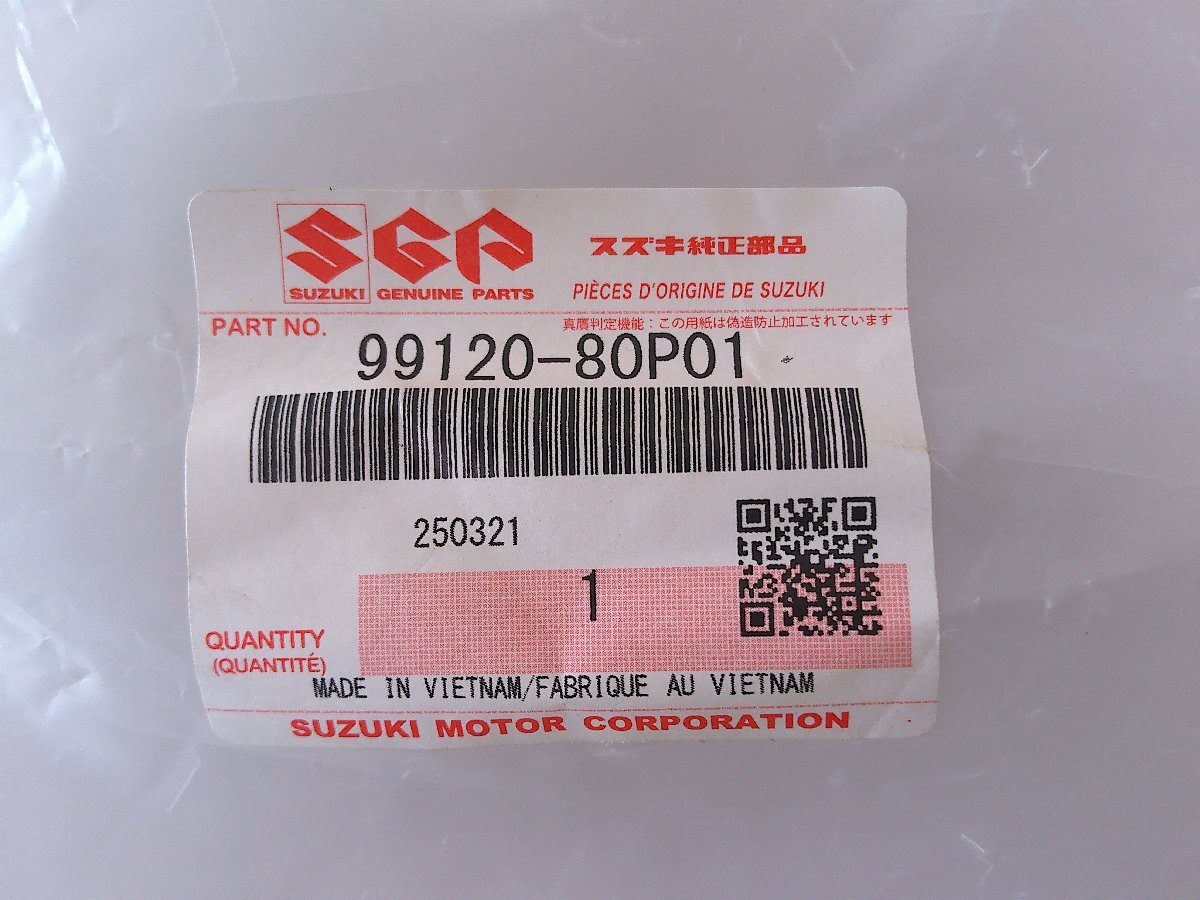 SGP スズキ純正部品
SUZUKI GENUINE PARTS PIÈCES D'ORIGINE DE SUZUKI
PART NO. 真贋判定機能：この用紙は偽造防止加工されています
99120-80P01
250321
1
QUANTITY
(QUANTITÉ)
MADE IN VIETNAM/FABRIQUE AU VIETNAM
SUZUKI MOTOR CORPORATION